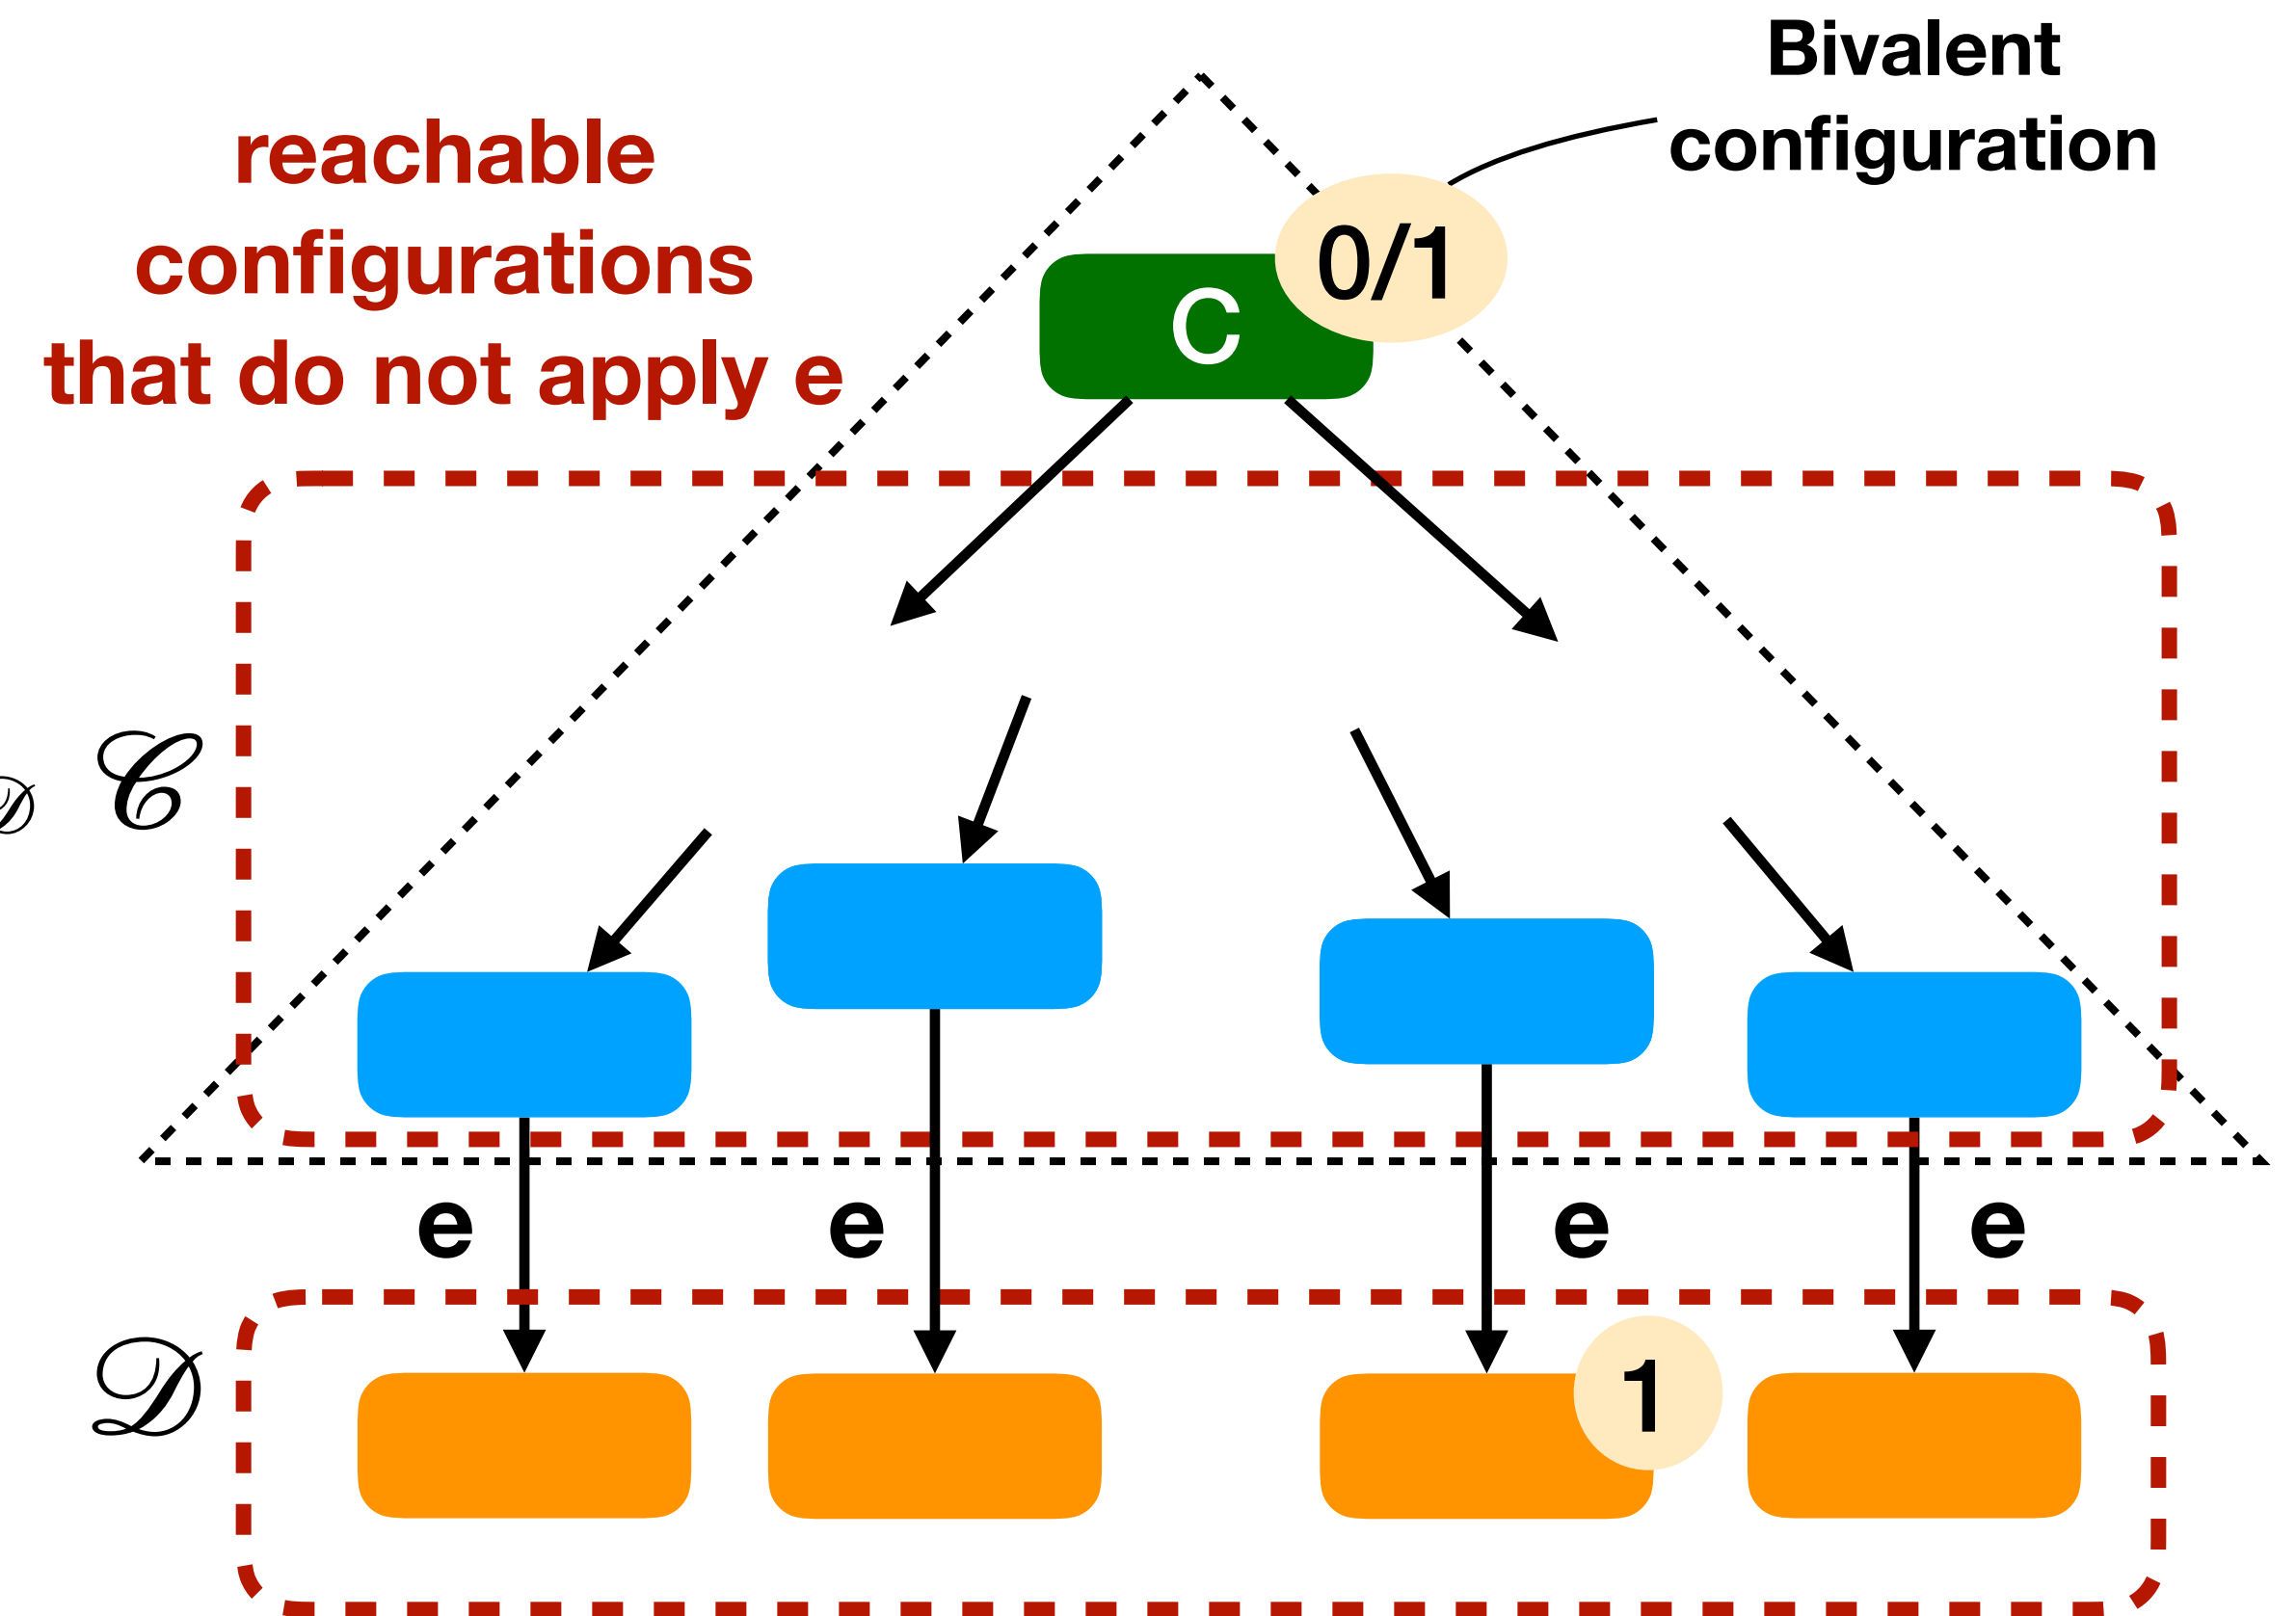 Bivalent
configuration
reachable
configurations
that do not apply e
0/1
C
𝒞
e e e e
𝒟
1